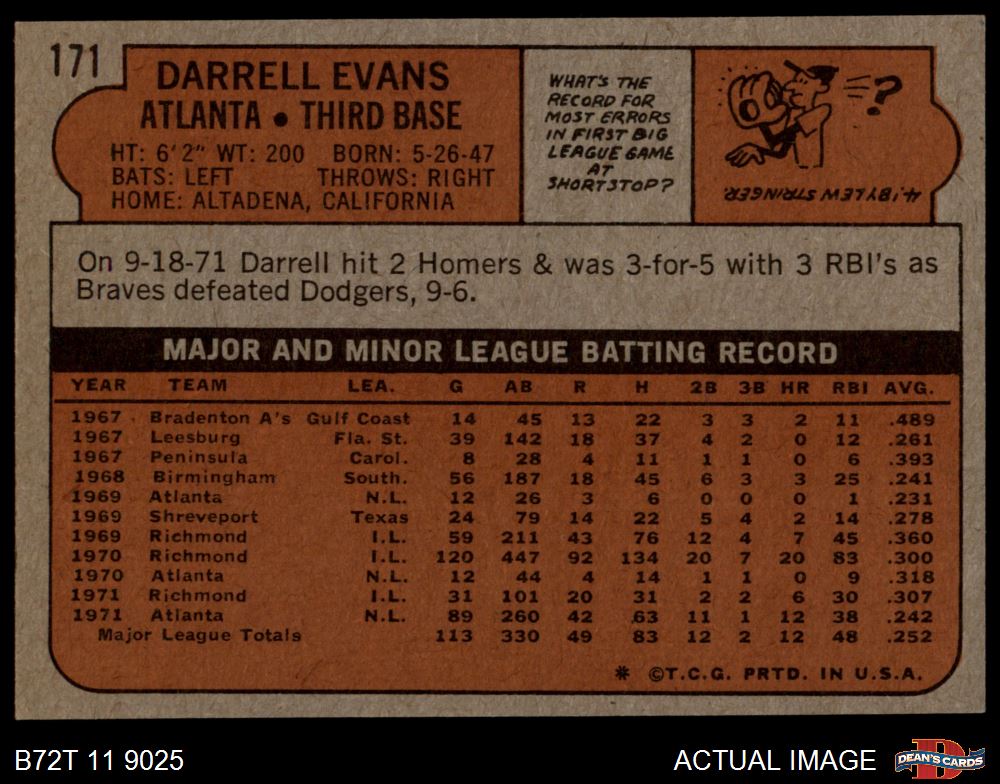 171
DARRELL EVANS
ATLANTA • THIRD BASE
HT: 6'2" WT: 200 BORN: 5-26-47
BATS: LEFT THROWS: RIGHT
HOME: ALTADENA, CALIFORNIA
WHAT'S THE
RECORD FOR
MOST ERRORS
IN FIRST BIG
LEAGUE GAME
AT
SHORTSTOP?
?
4, BY LEW STRINGER.
On 9-18-71 Darrell hit 2 Homers & was 3-for-5 with 3 RBI's as
Braves defeated Dodgers, 9-6.
MAJOR AND MINOR LEAGUE BATTING RECORD
YEAR TEAM LEA. G AB R H 2B 3B HR RBI AVG.
1967 Bradenton A's Gulf Coast 14 45 13 22 3 3 2 11 .489
1967 Leesburg Fla. St. 39 142 18 37 4 2 0 12 .261
1967 Peninsula Carol. 8 28 4 11 1 1 0 6 .393
1968 Birmingham South. 56 187 18 45 6 3 3 25 .241
1969 Atlanta N.L. 12 26 3 6 0 0 0 1 .231
1969 Shreveport Texas 24 79 14 22 5 4 2 14 .278
1969 Richmond I.L. 59 211 43 76 12 4 7 45 .360
1970 Richmond I.L. 120 447 92 134 20 7 20 83 .300
1970 Atlanta N.L. 12 44 4 14 1 1 0 9 .318
1971 Richmond I.L. 31 101 20 31 2 2 6 30 .307
1971 Atlanta N.L. 89 260 42 63 11 1 12 38 .242
Major League Totals 113 330 49 83 12 2 12 48 .252
* ©T.C.G. PRTD. IN U.S.A.
B72T 11 9025
ACTUAL IMAGE
DEAN'S CARDS